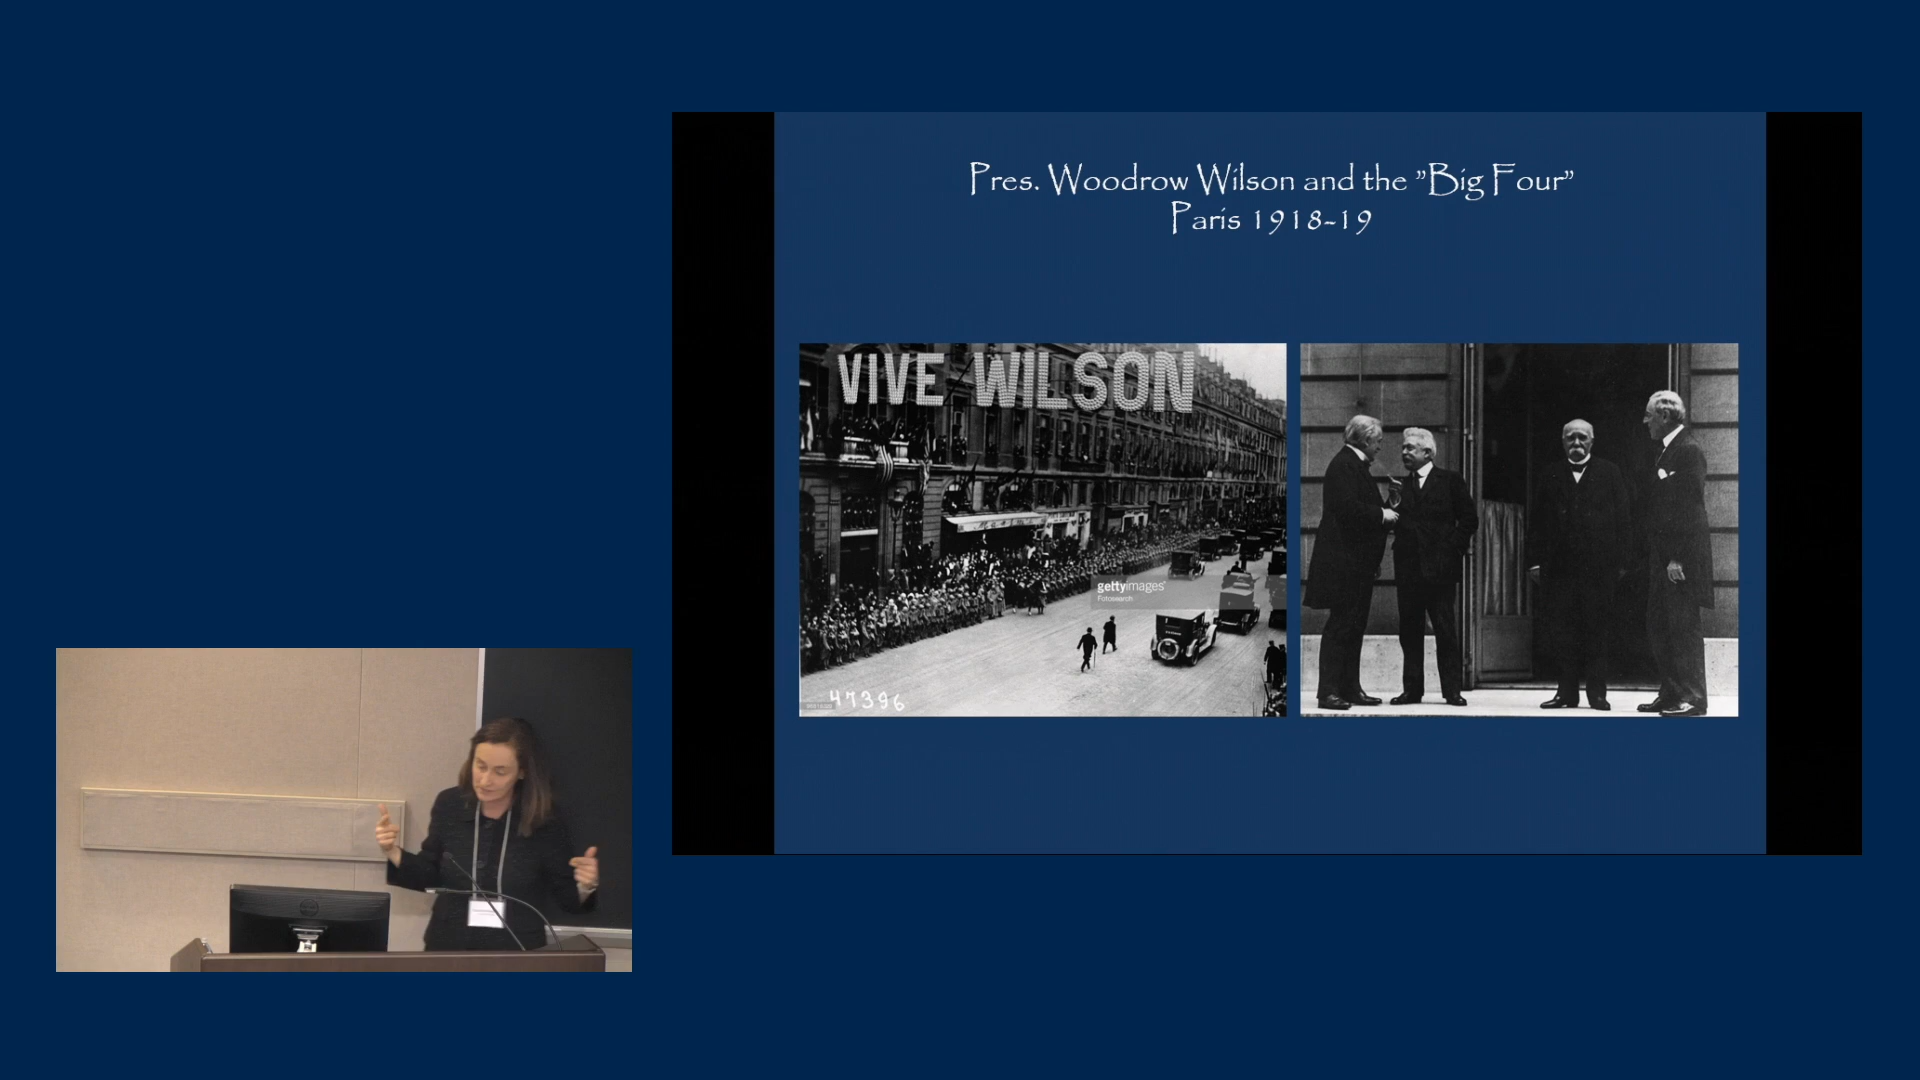 Pres. Woodrow Wilson and the ”Big Four”
Paris 1918-19
VIVE WILSON
gettyimages®
Fotosearch
47396